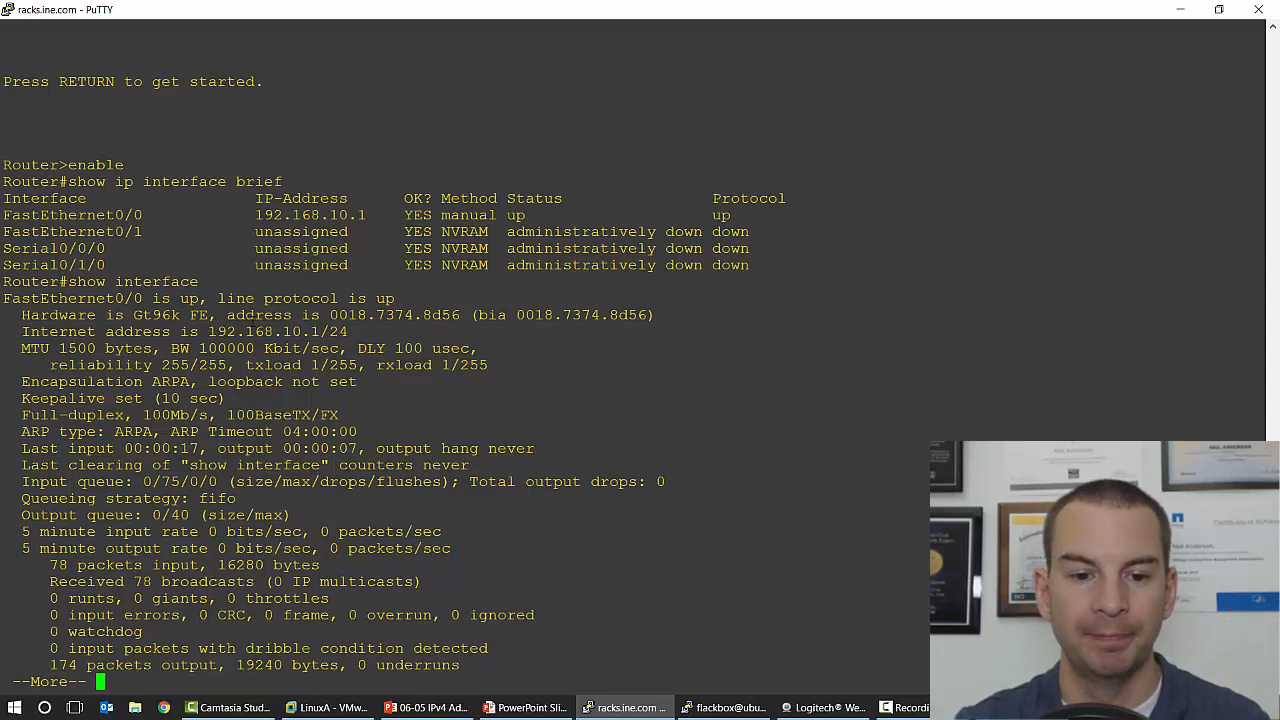 racks.ine.com - PuTTY
Press RETURN to get started.
Router>enable
Router#show ip interface brief
Interface IP-Address OK? Method Status Protocol
FastEthernet0/0 192.168.10.1 YES manual up up
FastEthernet0/1 unassigned YES NVRAM administratively down down
Serial0/0/0 unassigned YES NVRAM administratively down down
Serial0/1/0 unassigned YES NVRAM administratively down down
Router#show interface
FastEthernet0/0 is up, line protocol is up
Hardware is Gt96k FE, address is 0018.7374.8d56 (bia 0018.7374.8d56)
Internet address is 192.168.10.1/24
MTU 1500 bytes, BW 100000 Kbit/sec, DLY 100 usec,
reliability 255/255, txload 1/255, rxload 1/255
Encapsulation ARPA, loopback not set
Keepalive set (10 sec)
Full-duplex, 100Mb/s, 100BaseTX/FX
ARP type: ARPA, ARP Timeout 04:00:00
Last input 00:00:17, output 00:00:07, output hang never
Last clearing of "show interface" counters never
Input queue: 0/75/0/0 (size/max/drops/flushes); Total output drops: 0
Queueing strategy: fifo
Output queue: 0/40 (size/max)
5 minute input rate 0 bits/sec, 0 packets/sec
5 minute output rate 0 bits/sec, 0 packets/sec
78 packets input, 16280 bytes
Received 78 broadcasts (0 IP multicasts)
0 runts, 0 giants, 0 throttles
0 input errors, 0 CRC, 0 frame, 0 overrun, 0 ignored
0 watchdog
0 input packets with dribble condition detected
174 packets output, 19240 bytes, 0 underruns
--More--
Camtasia Stud... LinuxA - VMw... 06-05 IPv4 Ad... PowerPoint Sli... racks.ine.com ... flackbox@ubu... Logitech® We... Recordi